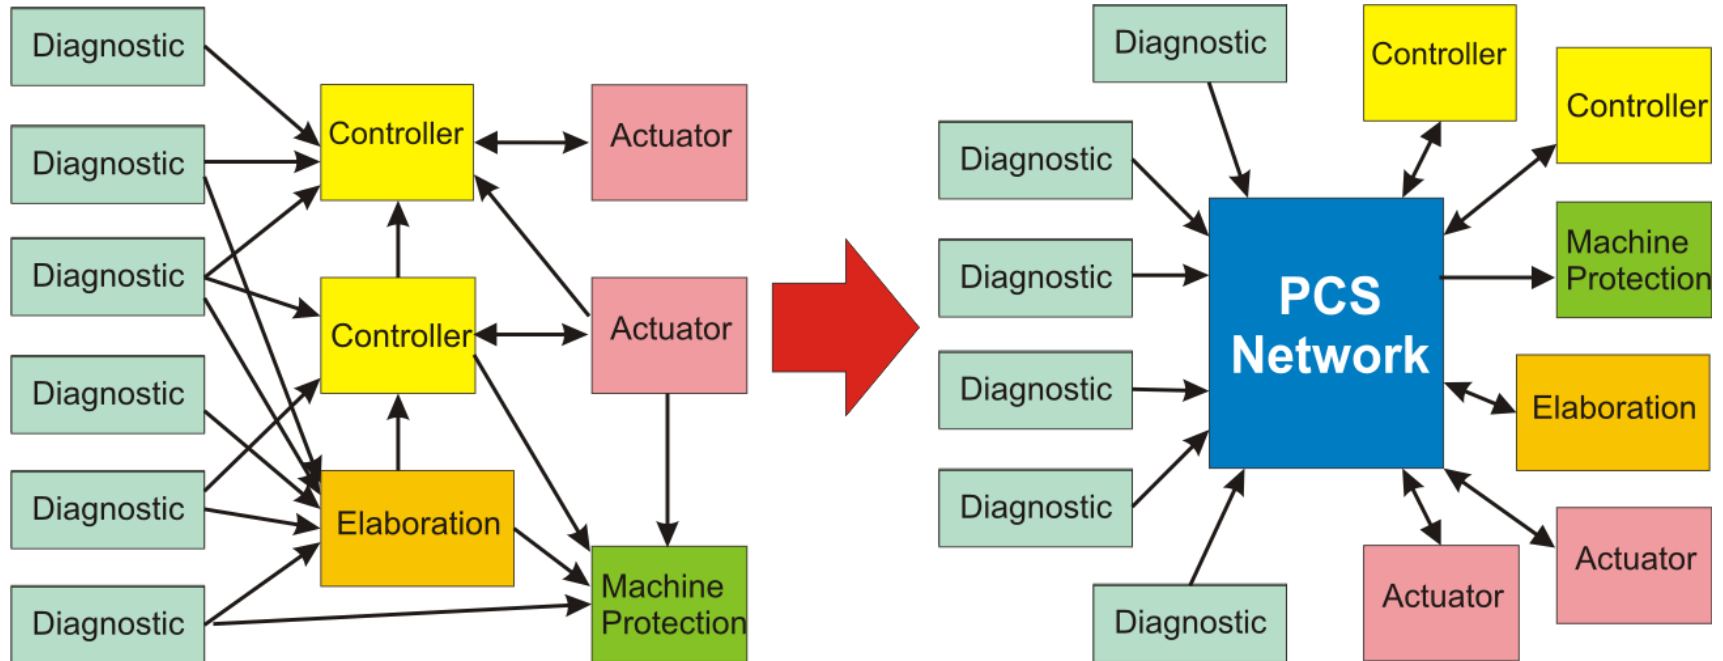 Diagnostic
Diagnostic
Diagnostic
Diagnostic
Diagnostic
Diagnostic
Controller
Controller
Elaboration
Actuator
Actuator
Machine
Protection
Diagnostic
Diagnostic
Diagnostic
Diagnostic
Diagnostic
Diagnostic
PCS
Network
Controller
Controller
Machine
Protection
Elaboration
Actuator
Actuator